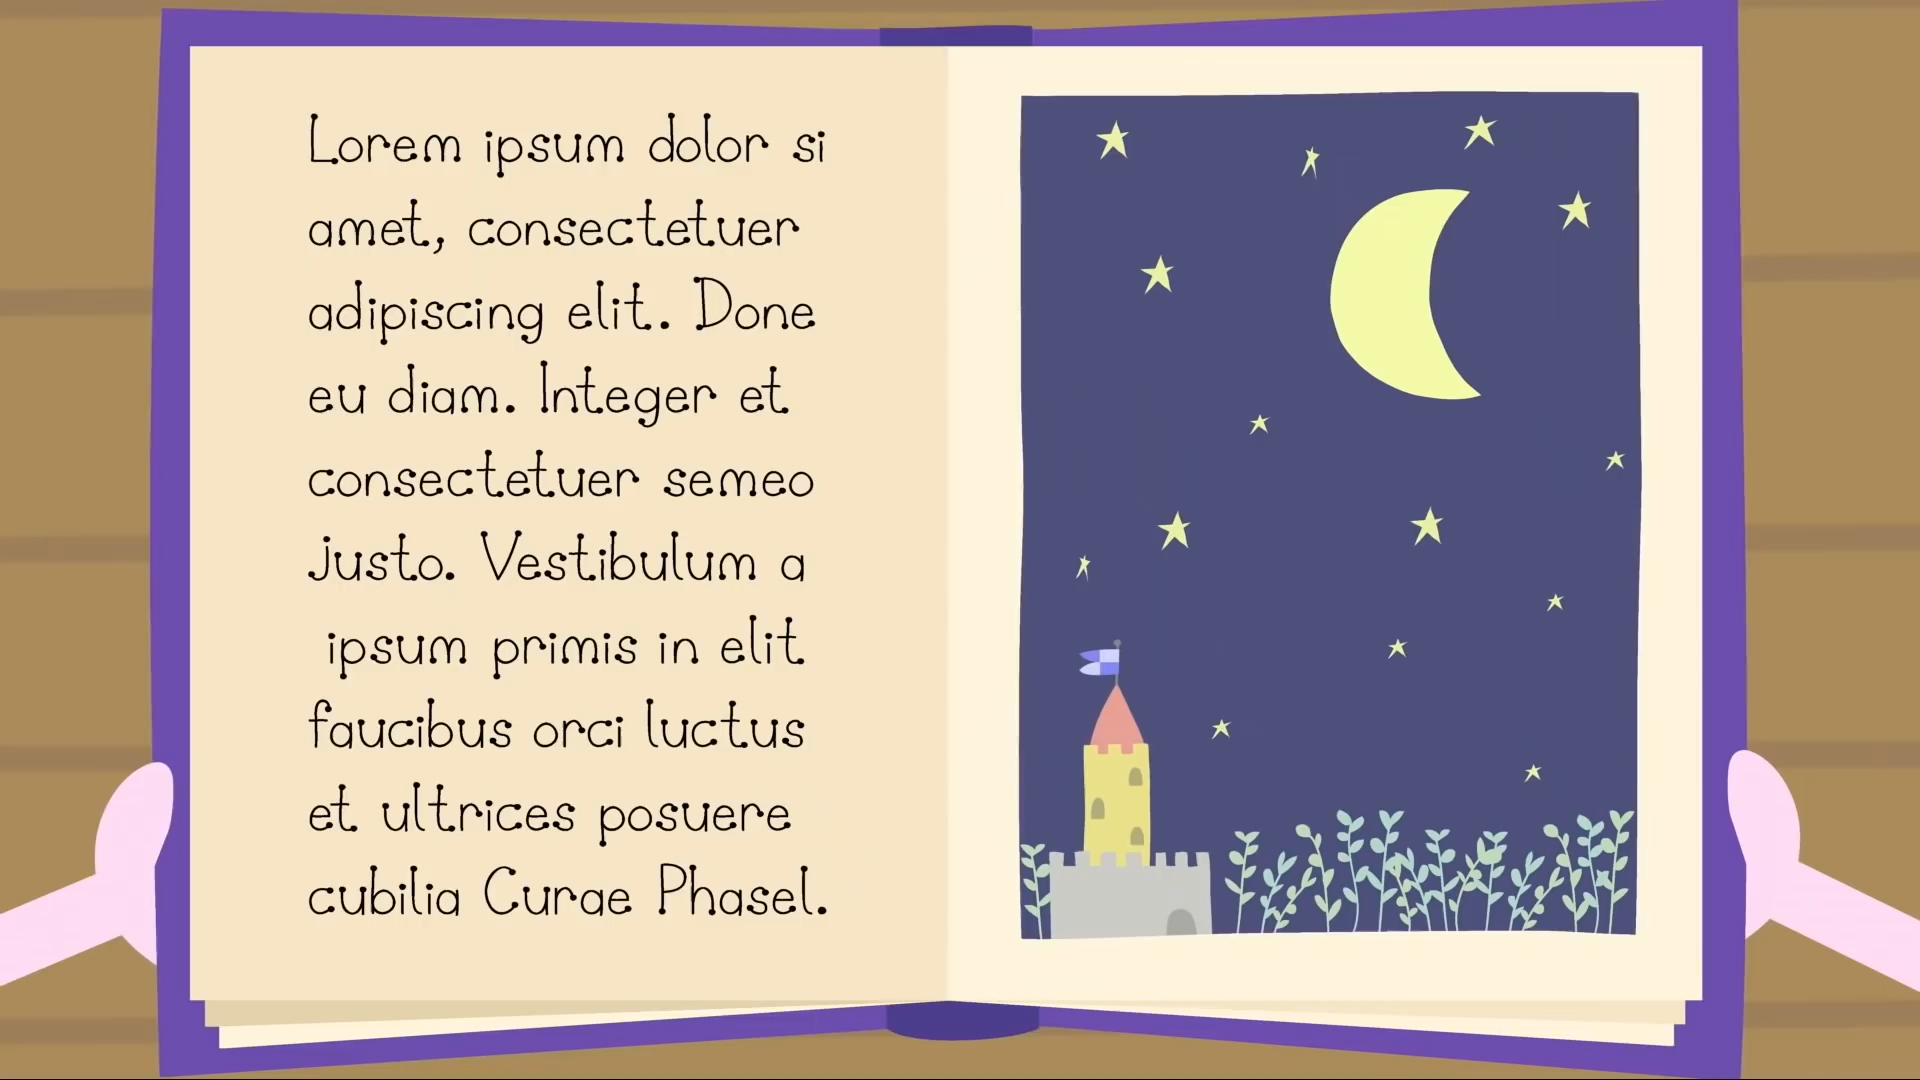 Lorem ipsum dolor si
amet, consectetuer
adipiscing elit. Done
eu diam. Integer et
consectetuer semeo
justo. Vestibulum a
ipsum primis in elit
faucibus orci luctus
et ultrices posuere
cubilia Curae Phasel.